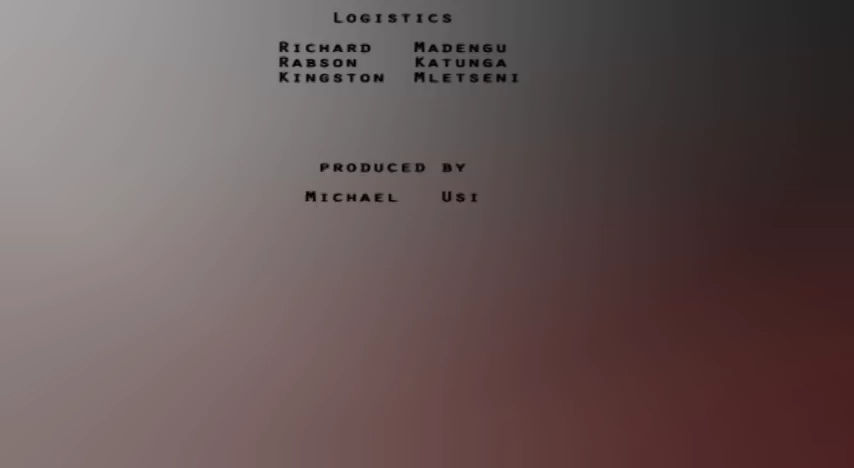 Logistics
Richard Madengu
Rabson Katunga
Kingston Mletseni
produced by
Michael Usi